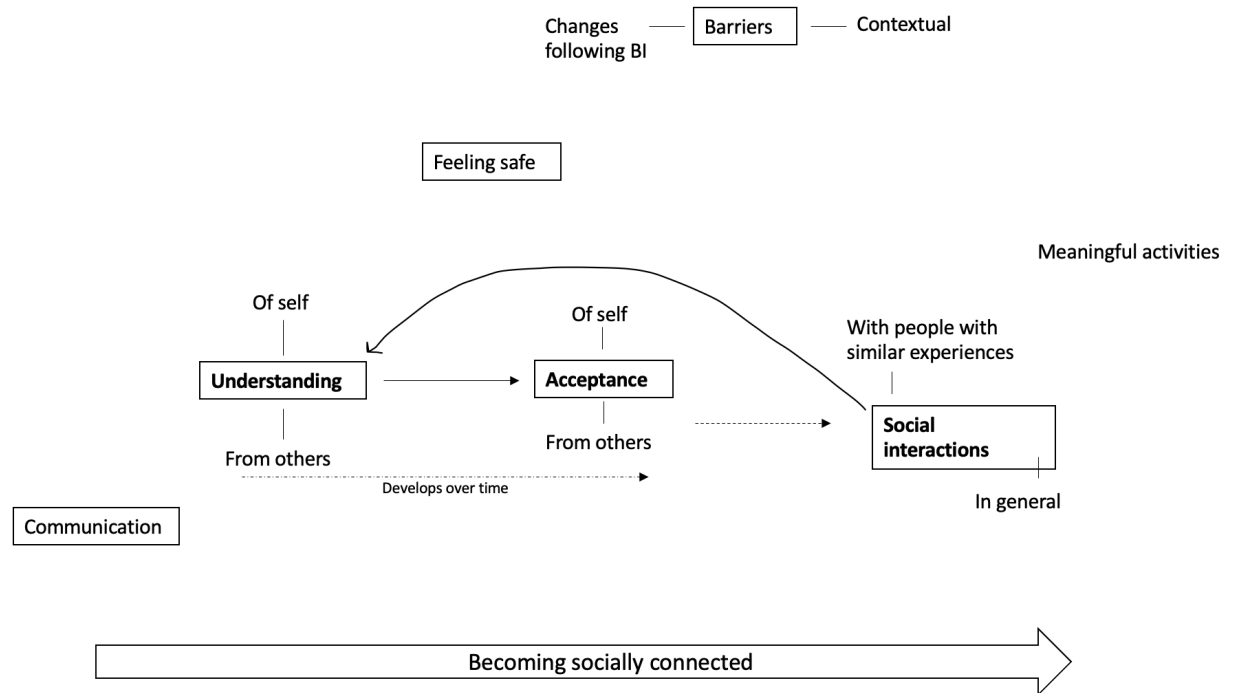 Changes
following BI
Barriers
Contextual
Feeling safe
Meaningful activities
Of self
Of self
With people with
similar experiences
Understanding
Acceptance
Social
interactions
From others
From others
Develops over time
In general
Communication
Becoming socially connected